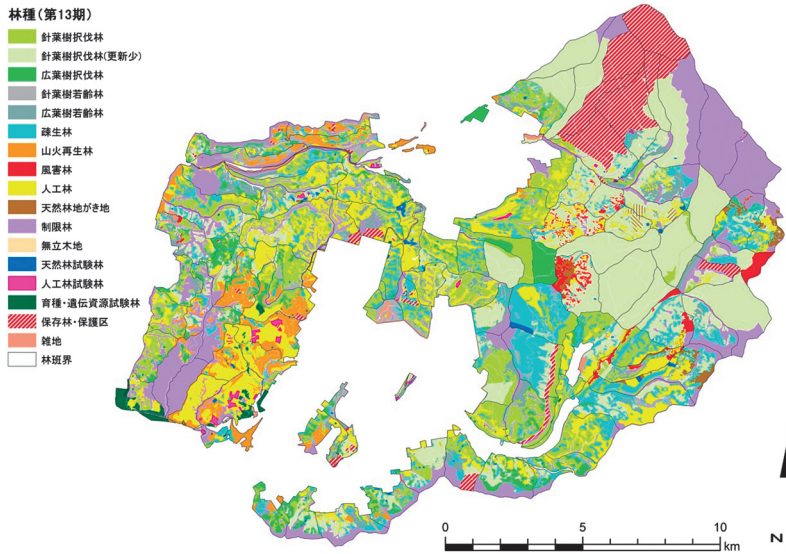 林種(第13期)
針葉樹択伐林
針葉樹択伐林(更新少)
広葉樹択伐林
針葉樹若齢林
広葉樹若齢林
疎生林
山火再生林
風害林
人工林
天然林地がき地
制限林
無立木地
天然林試験林
人工林試験林
育種・遺伝資源試験林
保存林・保護区
雑地
林班界
0 5 10
km
N